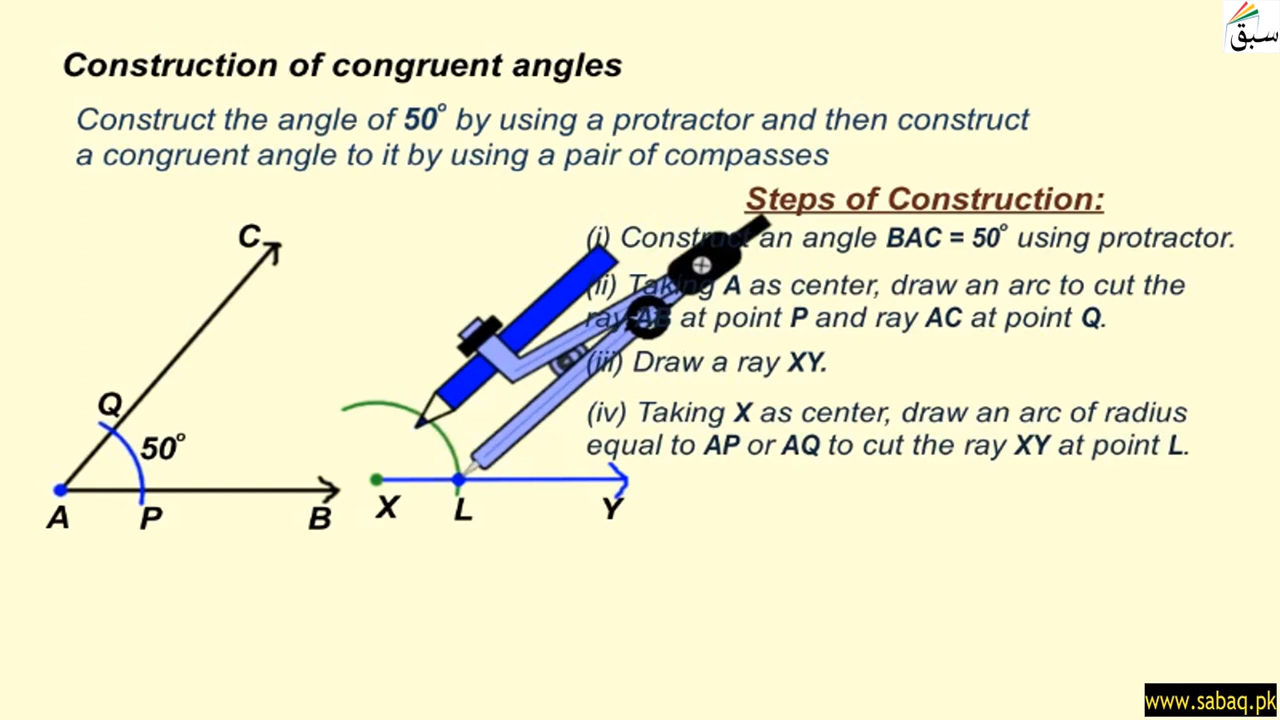 سبق
Construction of congruent angles
Construct the angle of 50° by using a protractor and then construct
a congruent angle to it by using a pair of compasses
Steps of Construction:
(i) Construct an angle BAC = 50° using protractor.
(ii) Taking A as center, draw an arc to cut the
ray AB at point P and ray AC at point Q.
(iii) Draw a ray XY.
(iv) Taking X as center, draw an arc of radius
equal to AP or AQ to cut the ray XY at point L.
C
Q
50°
A P B
X L Y
www.sabaq.pk